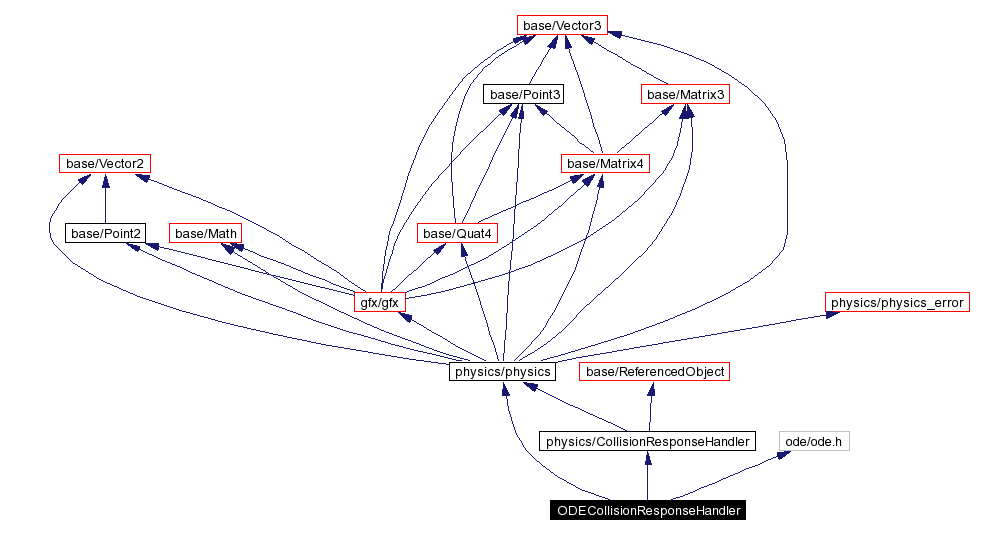 base/Vector3
base/Point3
base/Matrix3
base/Vector2
base/Matrix4
base/Point2
base/Math
base/Quat4
gfx/gfx
physics/physics_error
physics/physics
base/ReferencedObject
physics/CollisionResponseHandler
ode/ode.h
ODECollisionResponseHandler